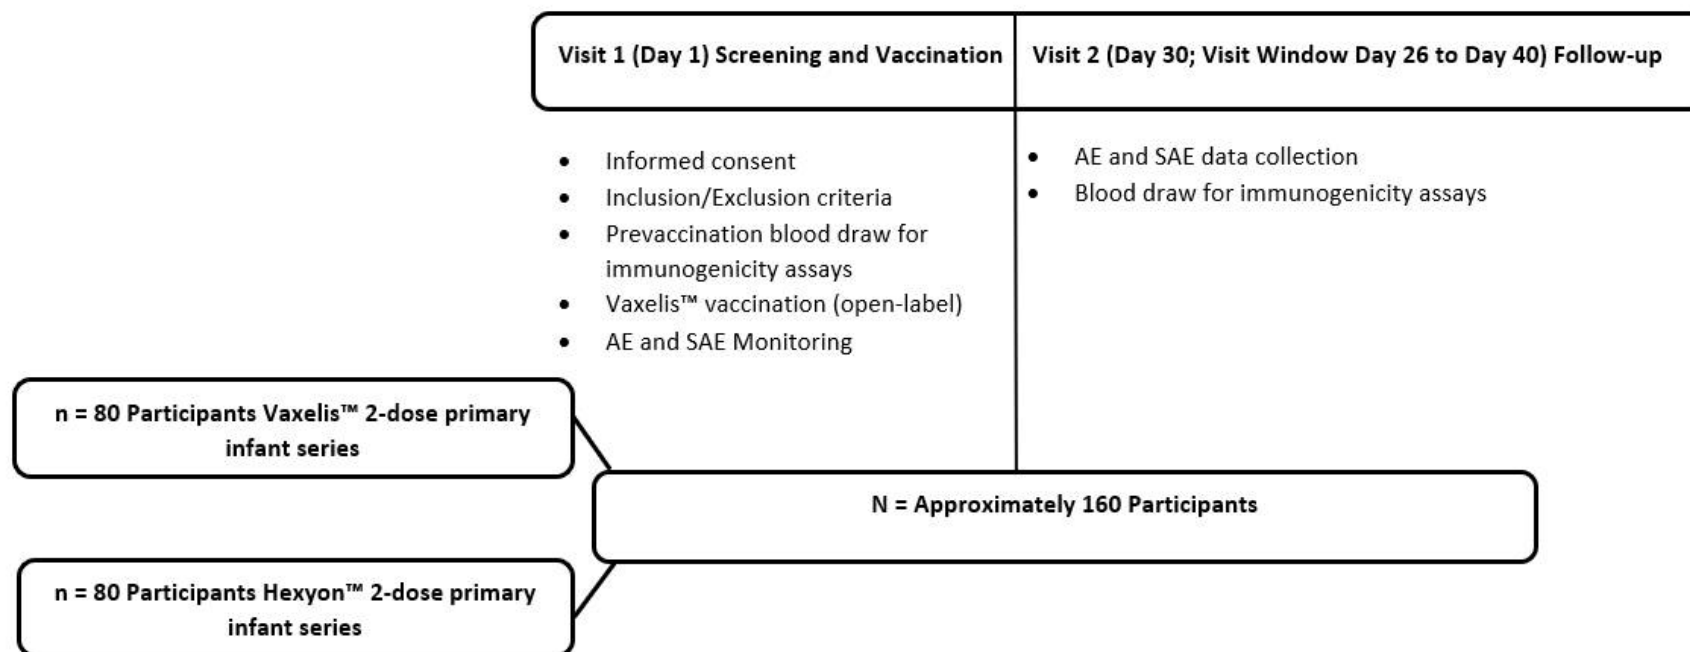 Visit 1 (Day 1) Screening and Vaccination
Visit 2 (Day 30; Visit Window Day 26 to Day 40) Follow-up
• Informed consent
• Inclusion/Exclusion criteria
• Prevaccination blood draw for
immunogenicity assays
• Vaxelis™ vaccination (open-label)
• AE and SAE Monitoring
• AE and SAE data collection
• Blood draw for immunogenicity assays
n = 80 Participants Vaxelis™ 2-dose primary
infant series
N = Approximately 160 Participants
n = 80 Participants Hexyon™ 2-dose primary
infant series